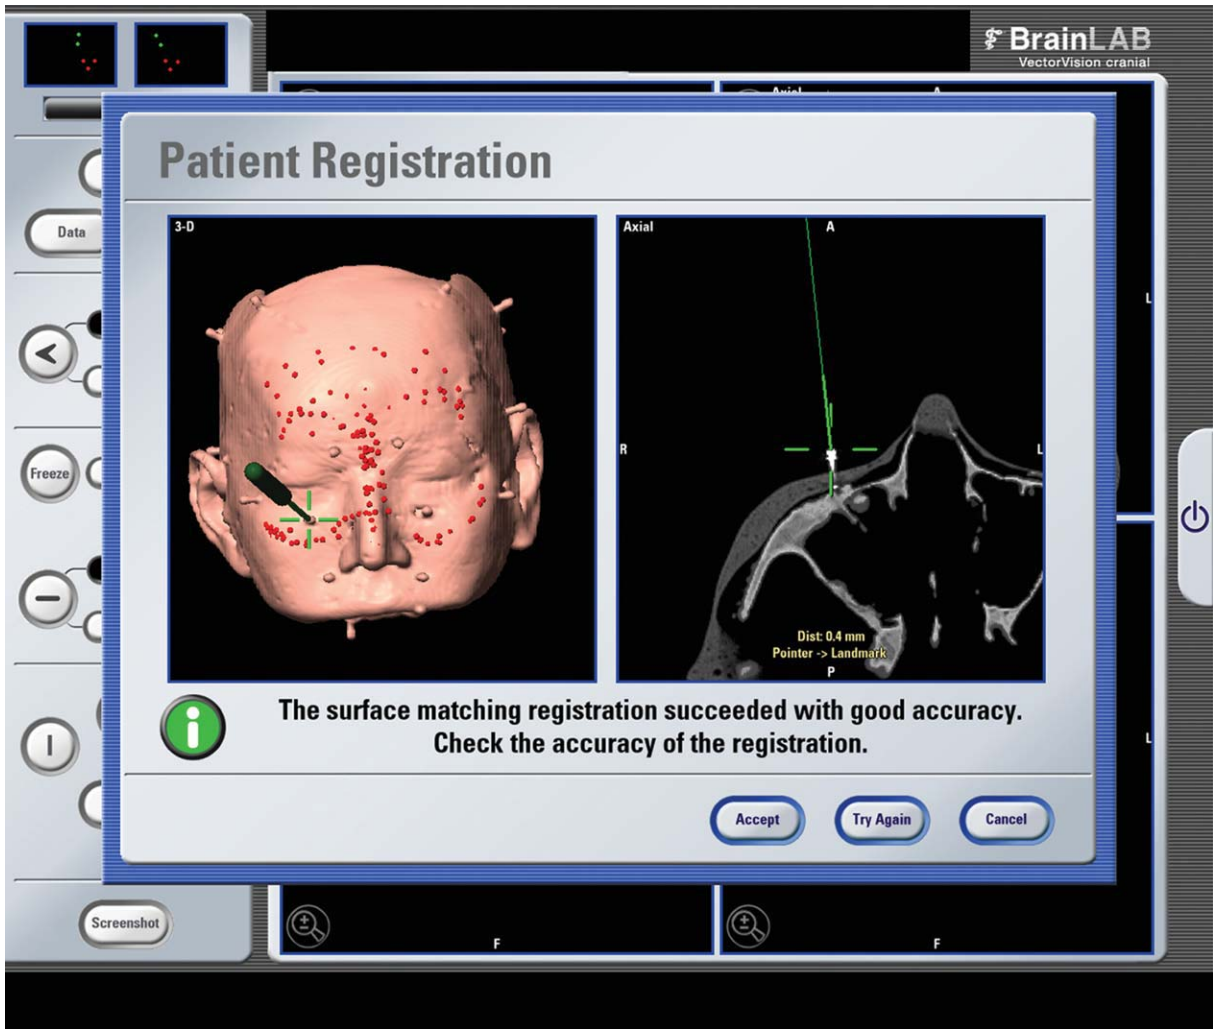 BrainLAB
VectorVision cranial
Axial
A
Patient Registration
Data
3-D
Axial
A
L
R
L
Freeze
Dist: 0.4 mm
Pointer -> Landmark
P
The surface matching registration succeeded with good accuracy.
Check the accuracy of the registration.
L
Accept
Try Again
Cancel
Screenshot
F
F